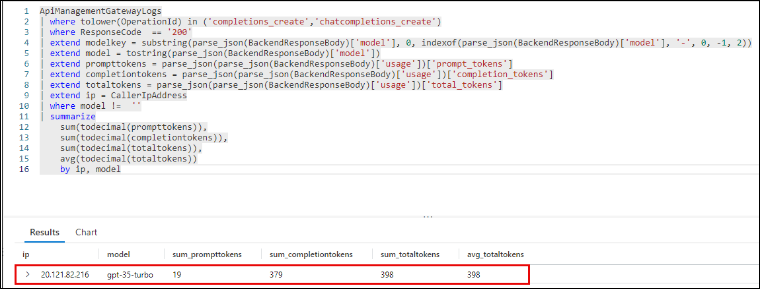 1 ApiManagementGatewayLogs
2 | where tolower(OperationId) in ('completions_create','chatcompletions_create')
3 | where ResponseCode  == '200'
4 | extend modelkey = substring(parse_json(BackendResponseBody)['model'], 0, indexof(parse_json(BackendResponseBody)['model'], '-', 0, -1, 2))
5 | extend model = tostring(parse_json(BackendResponseBody)['model'])
6 | extend prompttokens = parse_json(parse_json(BackendResponseBody)['usage'])['prompt_tokens']
7 | extend completiontokens = parse_json(parse_json(BackendResponseBody)['usage'])['completion_tokens']
8 | extend totaltokens = parse_json(parse_json(BackendResponseBody)['usage'])['total_tokens']
9 | extend ip = CallerIpAddress
10 | where model !=  ''
11 | summarize
12 sum(todecimal(prompttokens)),
13 sum(todecimal(completiontokens)),
14 sum(todecimal(totaltokens)),
15 avg(todecimal(totaltokens))
16 by ip, model
Results Chart
ip model sum_prompttokens sum_completiontokens sum_totaltokens avg_totaltokens
> 20.121.82.216 gpt-35-turbo 19 379 398 398